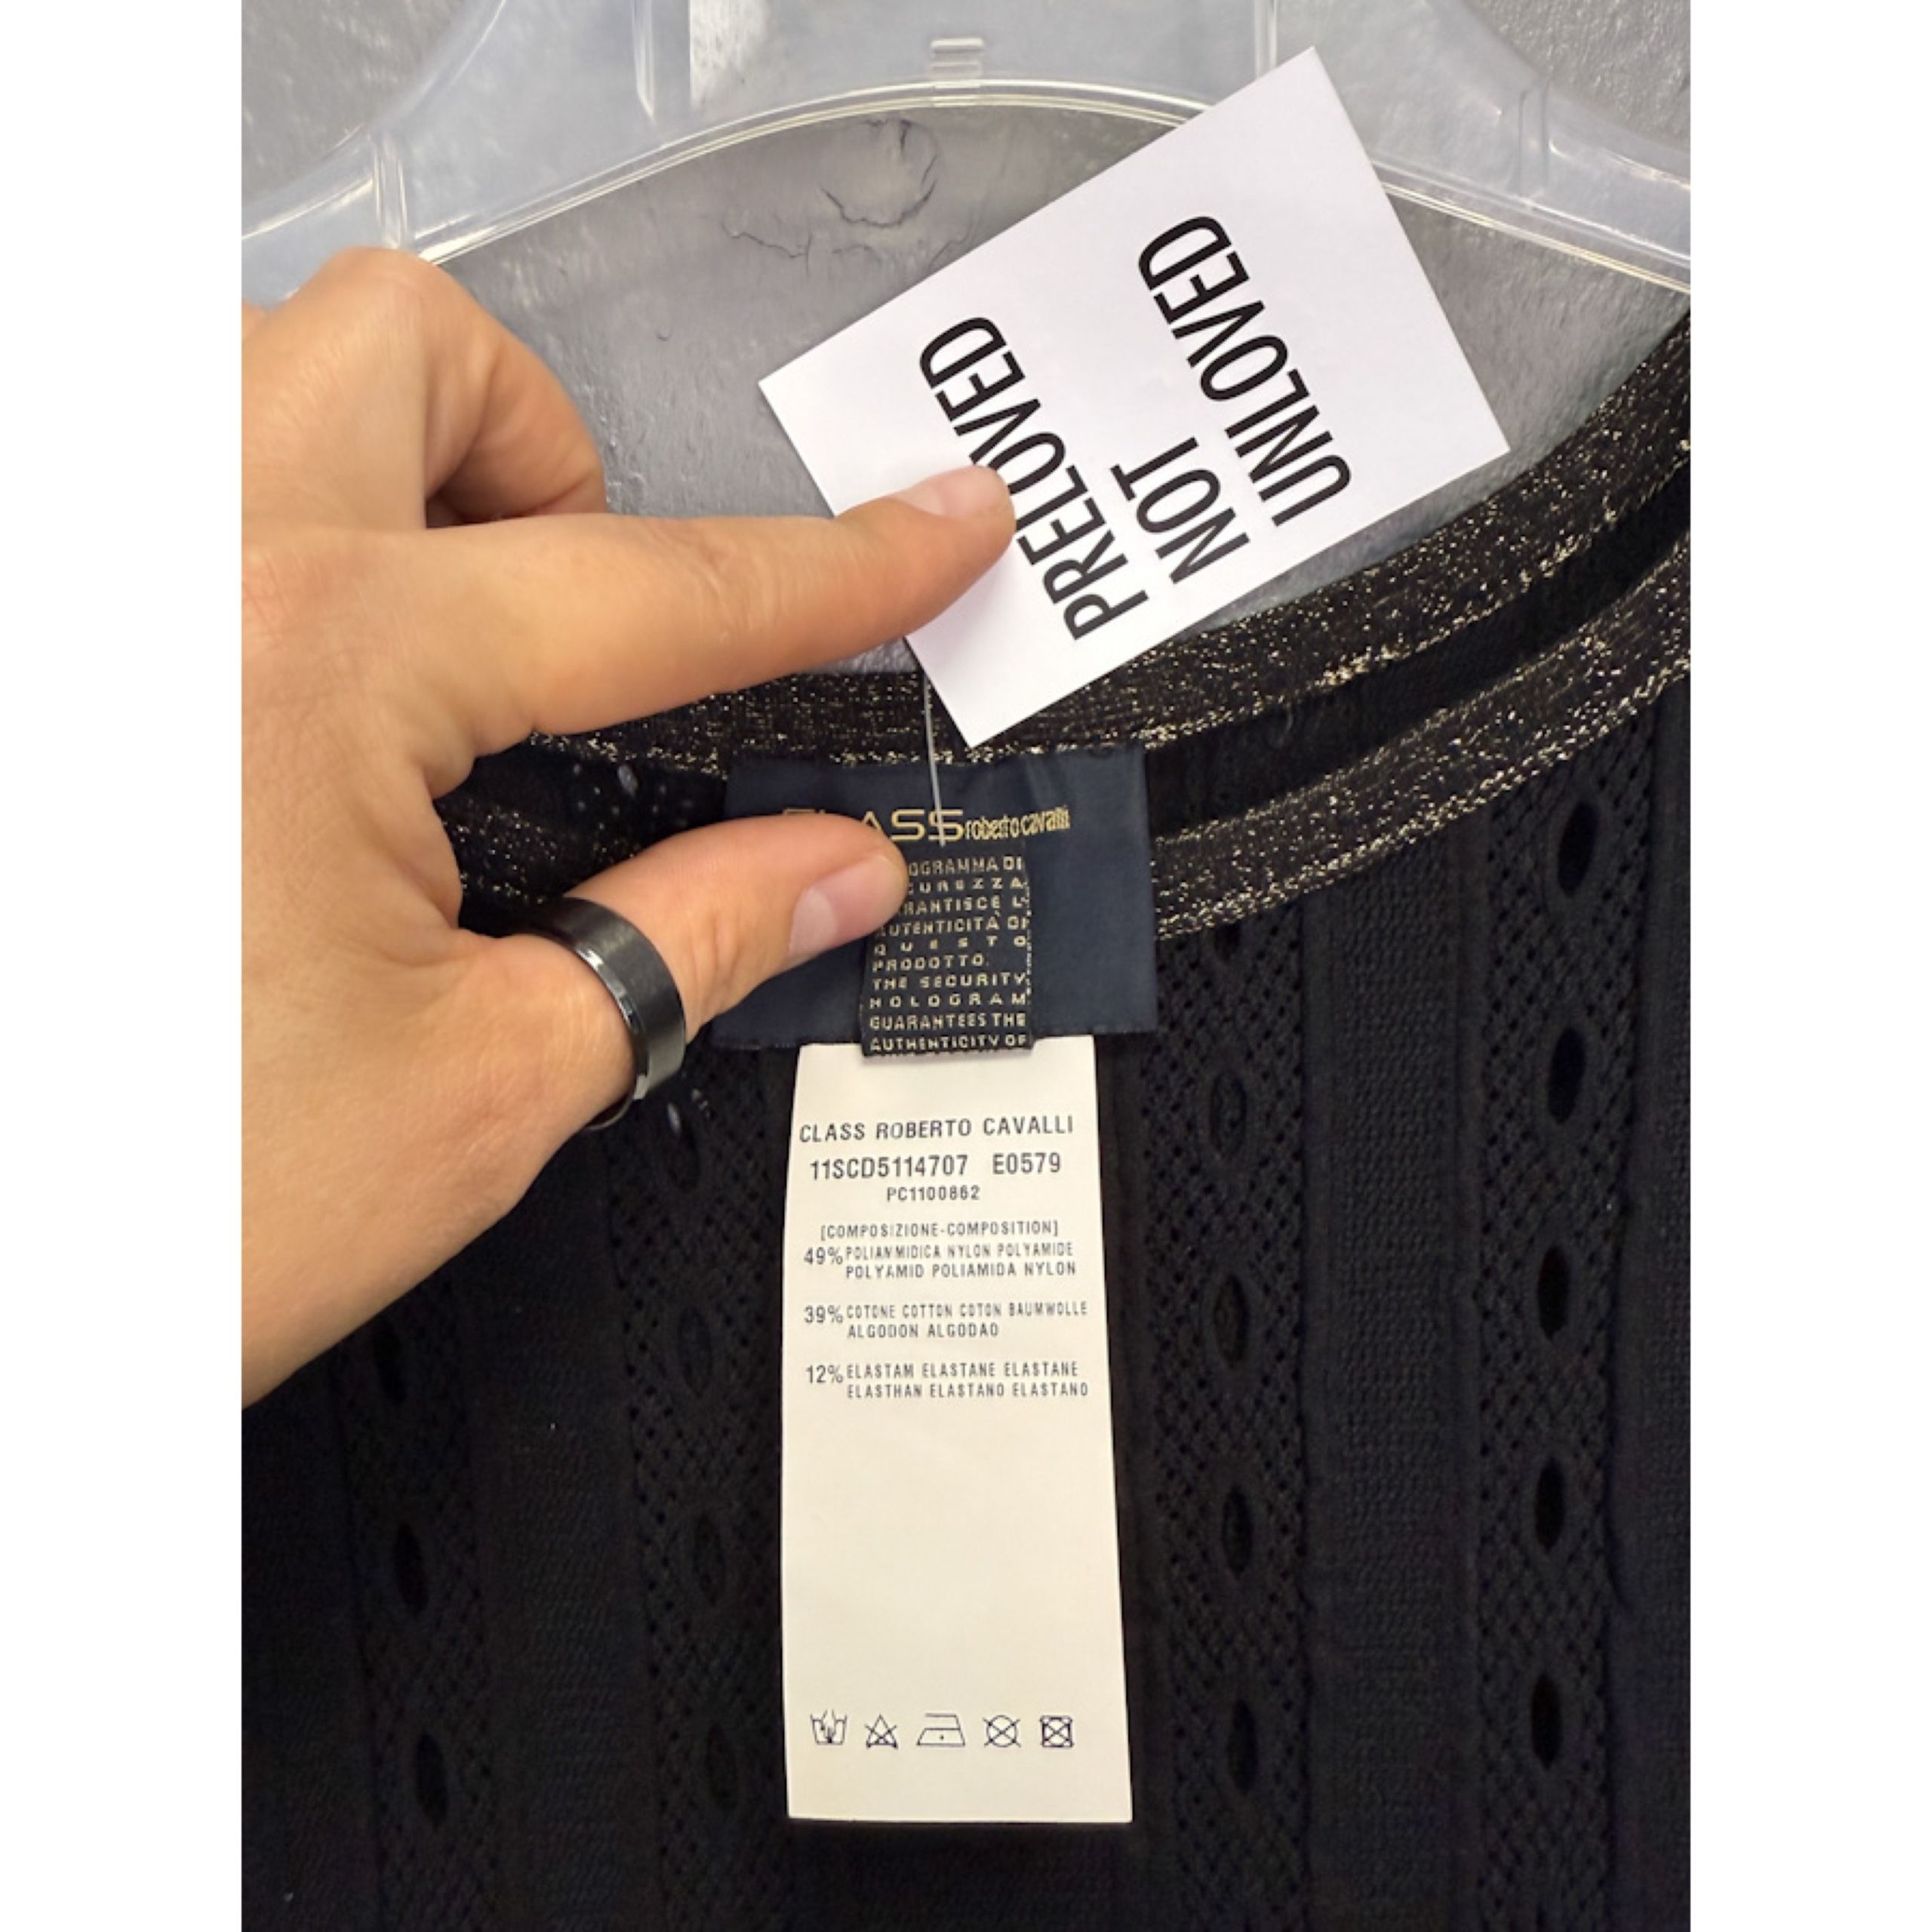 PRELOVED
NOT
UNLOVED
CLASS roberto cavalli
OGRAMMA DI
CUREZZA
RANTISCE L'
AUTENTICITÀ DI
QUESTO
PRODOTTO.
THE SECURITY
HOLOGRAM
GUARANTEES THE
AUTHENTICITY OF
CLASS ROBERTO CAVALLI
11SCD5114707 E0579
PC1100862
[COMPOSIZIONE-COMPOSITION]
49% POLIAMMIDICA NYLON POLYAMIDE
POLYAMID POLIAMIDA NYLON
39% COTONE COTTON COTON BAUMWOLLE
ALGODON ALGODAO
12% ELASTAM ELASTANE ELASTANE
ELASTHAN ELASTANO ELASTANO